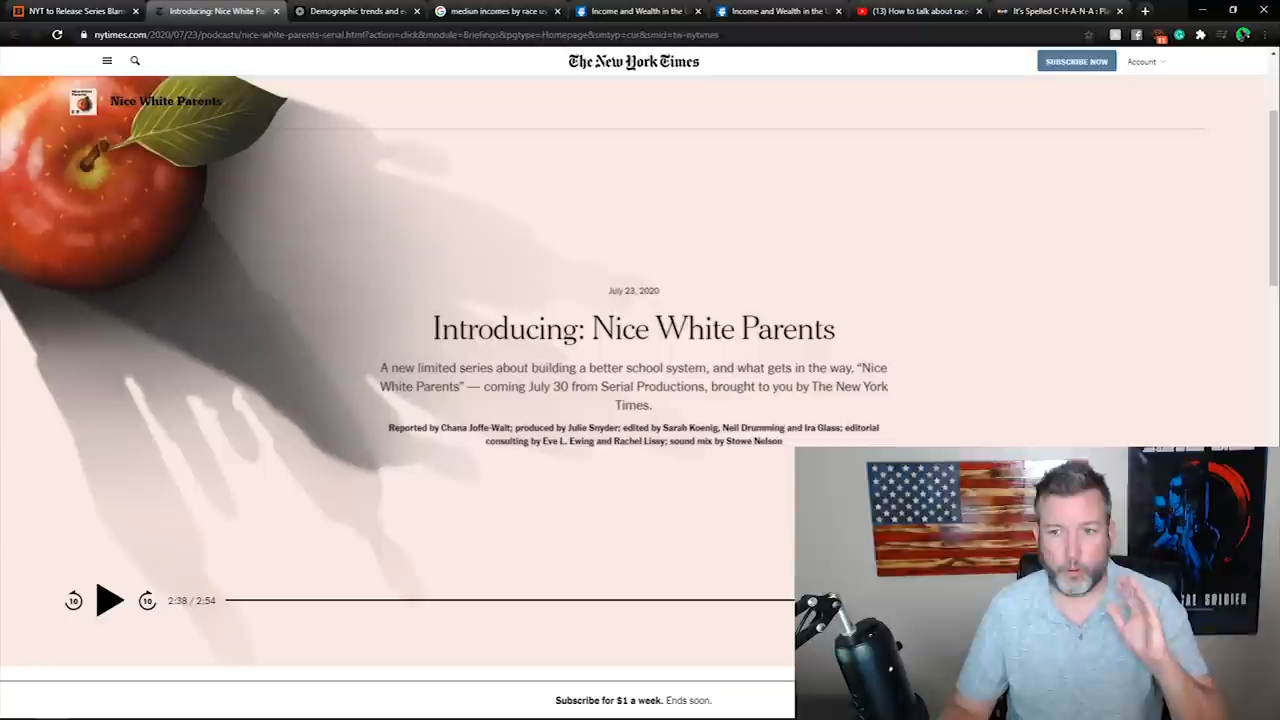 NYT to Release Series Blam
Introducing: Nice White Pa
Demographic trends and e
mediun incomes by race us
Income and Wealth in the U
Income and Wealth in the U
(13) How to talk about race
It's Spelled C-H-A-N-A : Pla
nytimes.com/2020/07/23/podcasts/nice-white-parents-serial.html?action=click&module=Briefings&pgtype=Homepage&smtyp=cur&smid=tw-nytimes
The New York Times
SUBSCRIBE NOW
Account
Nice White Parents
July 23, 2020
Introducing: Nice White Parents
A new limited series about building a better school system, and what gets in the way. “Nice
White Parents” — coming July 30 from Serial Productions, brought to you by The New York
Times.
Reported by Chana Joffe-Walt; produced by Julie Snyder; edited by Sarah Koenig, Neil Drumming and Ira Glass; editorial
consulting by Eve L. Ewing and Rachel Lissy; sound mix by Stowe Nelson
10
10
2:38 / 2:54
SOLDIER
Subscribe for $1 a week. Ends soon.